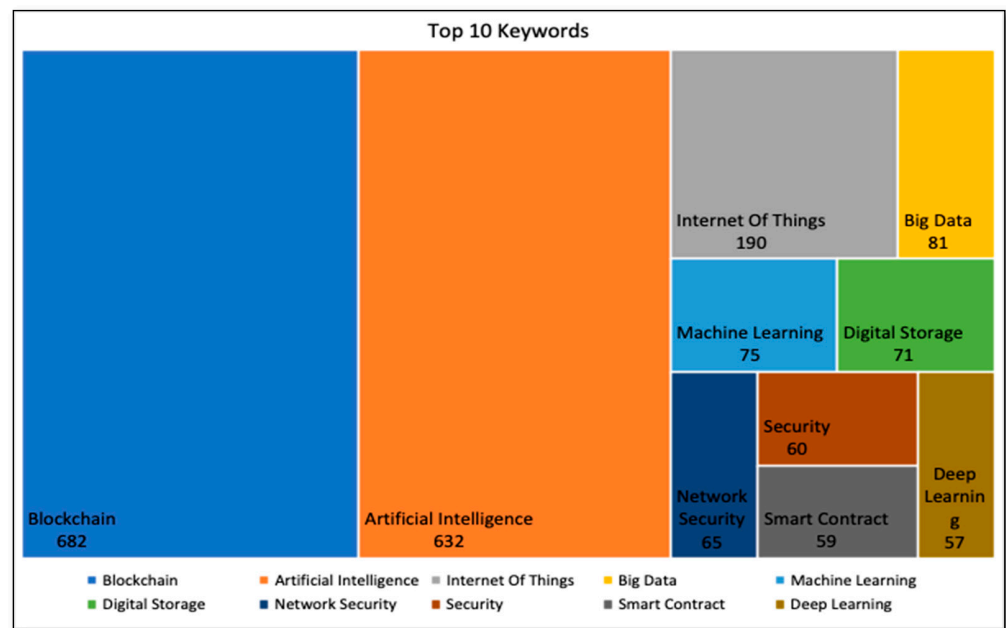 Top 10 Keywords
Blockchain
682
Artificial Intelligence
632
Internet Of Things
190
Big Data
81
Machine Learning
75
Digital Storage
71
Network
Security
65
Security
60
Smart Contract
59
Deep
Learnin
g
57
Blockchain
Artificial Intelligence
Internet Of Things
Big Data
Machine Learning
Digital Storage
Network Security
Security
Smart Contract
Deep Learning